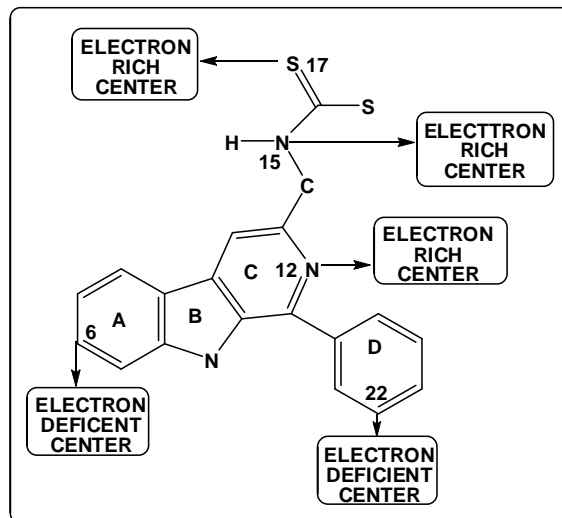 ELECTRON
RICH
CENTER
S 17
S
H N
15
ELECTTRON
RICH
CENTER
C
C 12 N
ELECTRON
RICH
CENTER
6 A B
N
D
22
ELECTRON
DEFICENT
CENTER
ELECTRON
DEFICIENT
CENTER